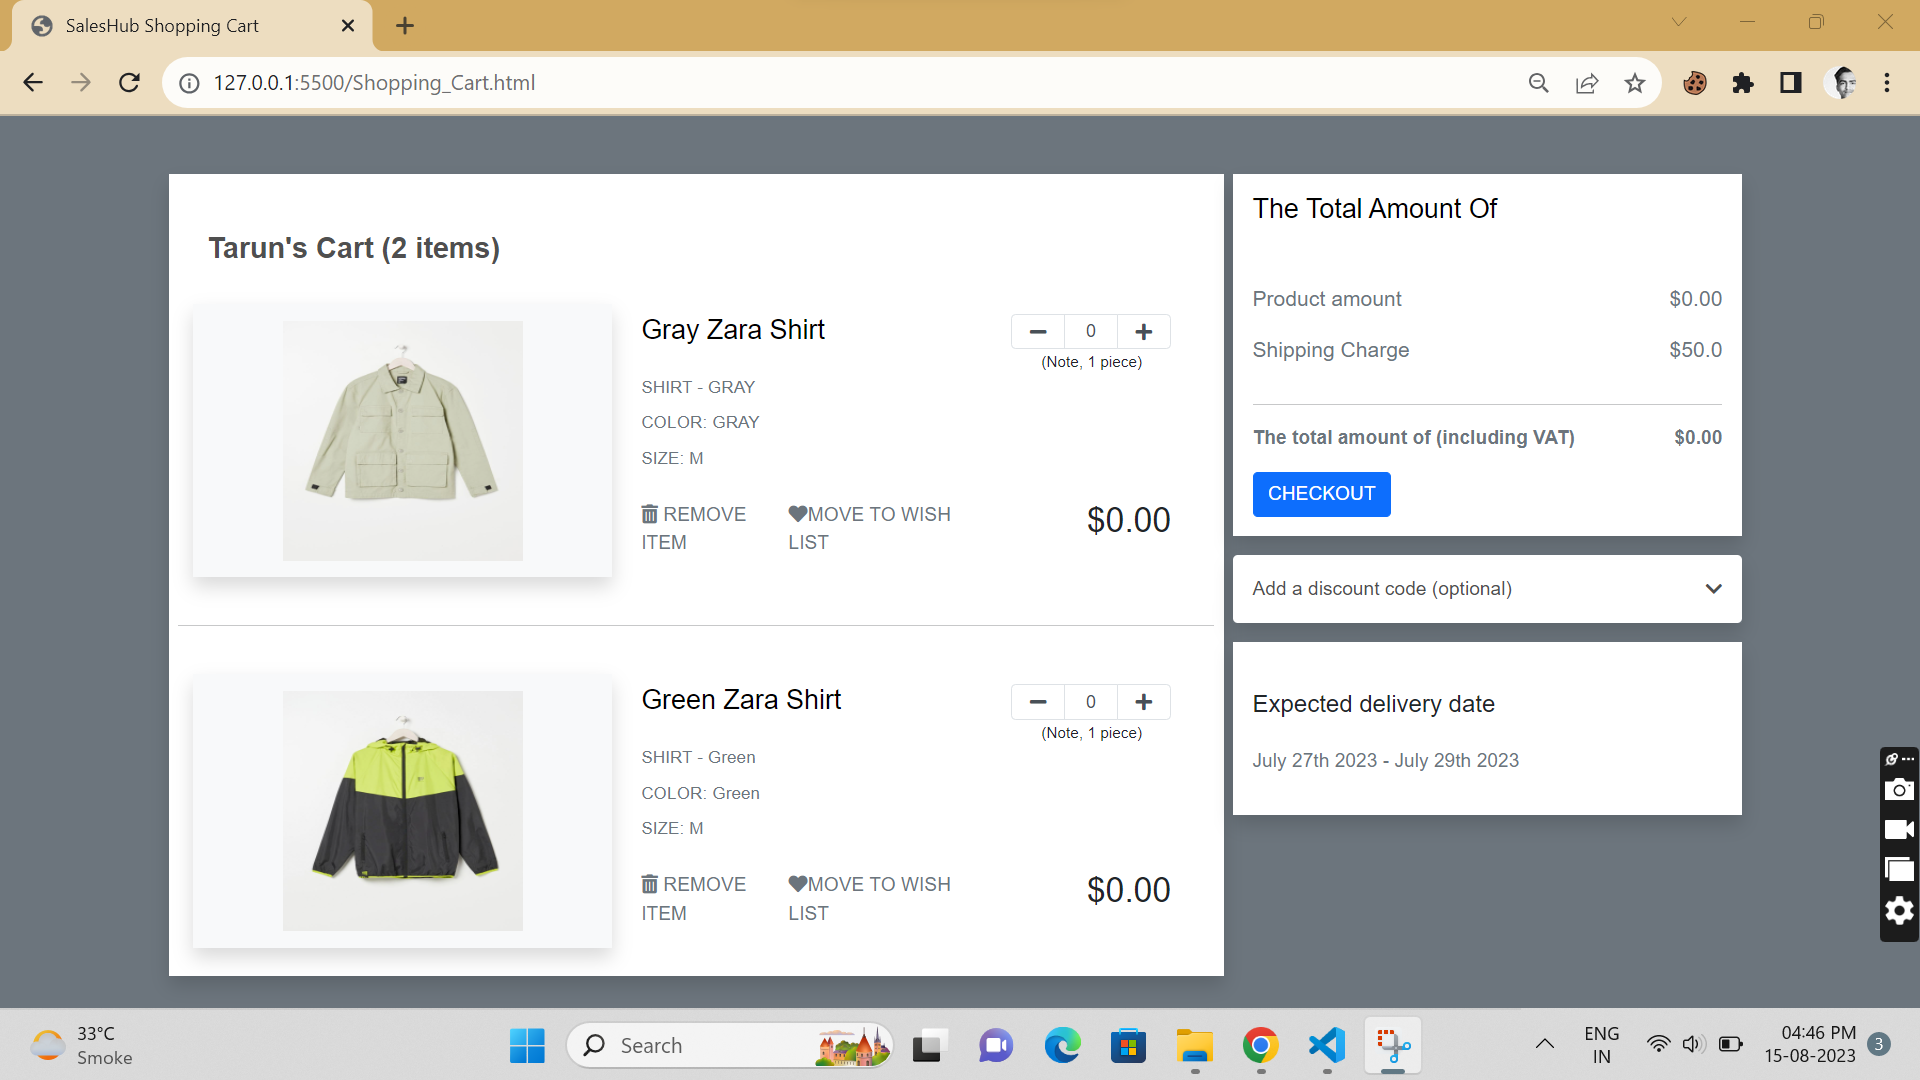 SalesHub Shopping Cart
127.0.0.1:5500/Shopping_Cart.html
Tarun's Cart (2 items)
Gray Zara Shirt
0
(Note, 1 piece)
SHIRT - GRAY
COLOR: GRAY
SIZE: M
REMOVE ITEM
MOVE TO WISH LIST
$0.00
Green Zara Shirt
0
(Note, 1 piece)
SHIRT - Green
COLOR: Green
SIZE: M
REMOVE ITEM
MOVE TO WISH LIST
$0.00
The Total Amount Of
Product amount $0.00
Shipping Charge $50.0
The total amount of (including VAT) $0.00
CHECKOUT
Add a discount code (optional)
Expected delivery date
July 27th 2023 - July 29th 2023
33°C
Smoke
Search
ENG
IN
04:46 PM
15-08-2023
3